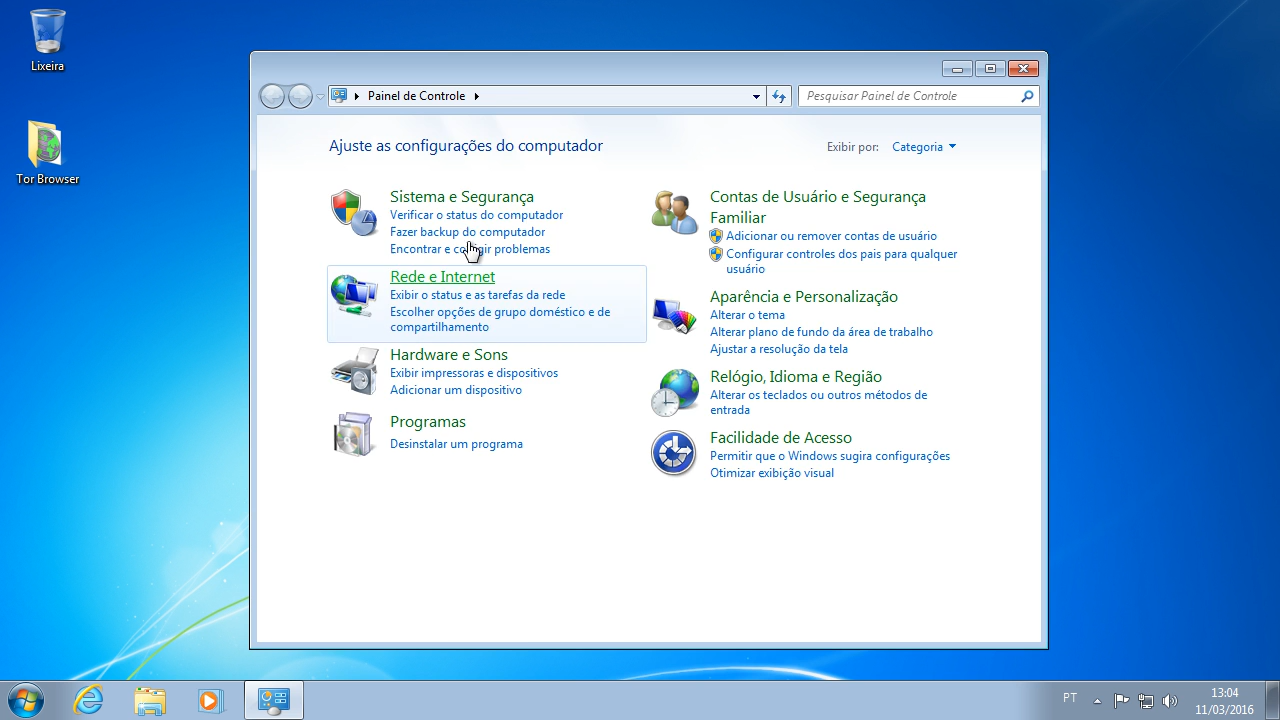 Lixeira
Tor Browser
Painel de Controle
Pesquisar Painel de Controle
Ajuste as configurações do computador
Exibir por: Categoria
Sistema e Segurança
Verificar o status do computador
Fazer backup do computador
Encontrar e corrigir problemas
Rede e Internet
Exibir o status e as tarefas da rede
Escolher opções de grupo doméstico e de
compartilhamento
Hardware e Sons
Exibir impressoras e dispositivos
Adicionar um dispositivo
Programas
Desinstalar um programa
Contas de Usuário e Segurança
Familiar
Adicionar ou remover contas de usuário
Configurar controles dos pais para qualquer
usuário
Aparência e Personalização
Alterar o tema
Alterar plano de fundo da área de trabalho
Ajustar a resolução da tela
Relógio, Idioma e Região
Alterar os teclados ou outros métodos de
entrada
Facilidade de Acesso
Permitir que o Windows sugira configurações
Otimizar exibição visual
PT
13:04
11/03/2016